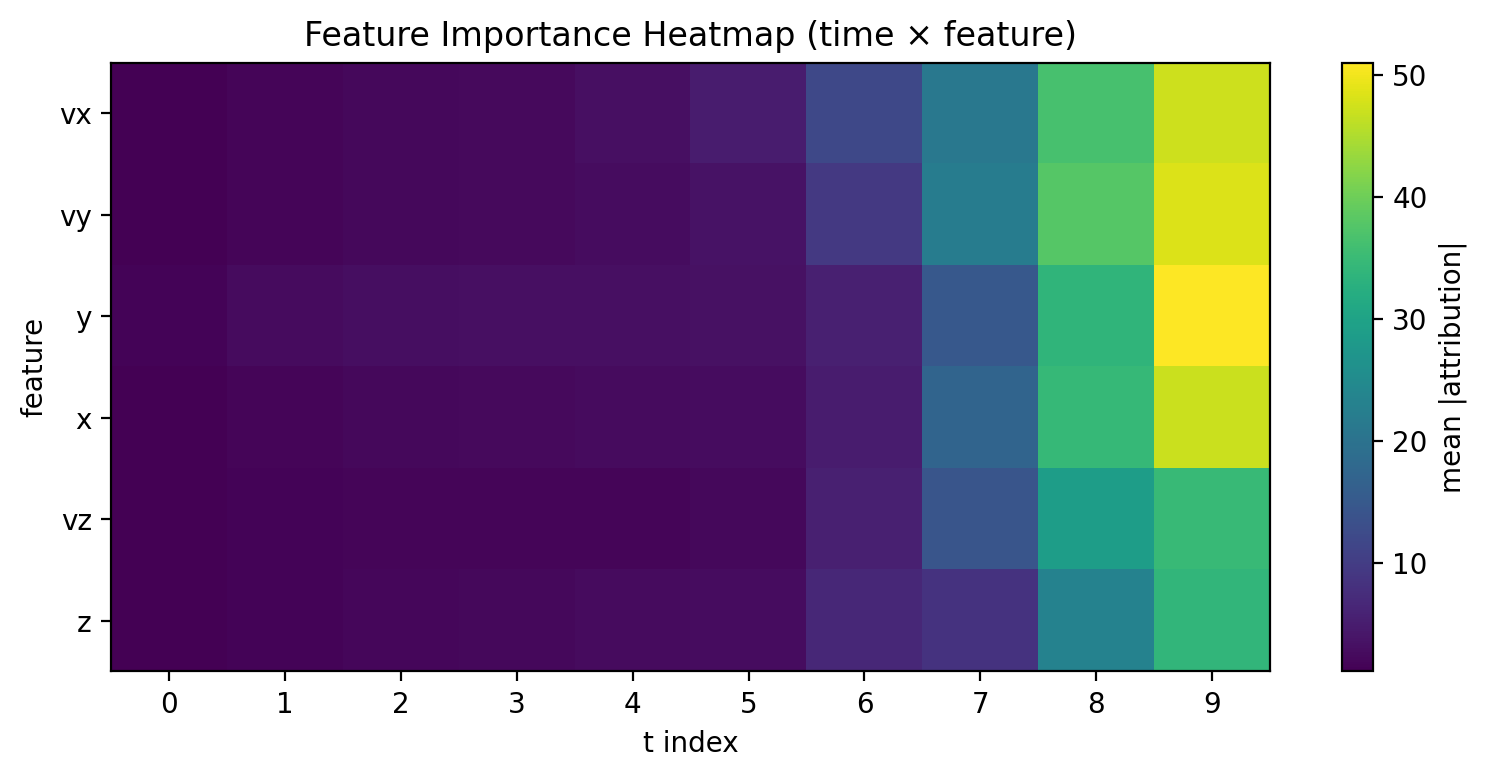 Feature Importance Heatmap (time × feature)
feature
vx
vy
y
x
vz
z
0 1 2 3 4 5 6 7 8 9
t index
50
40
30
20
10
mean |attribution|